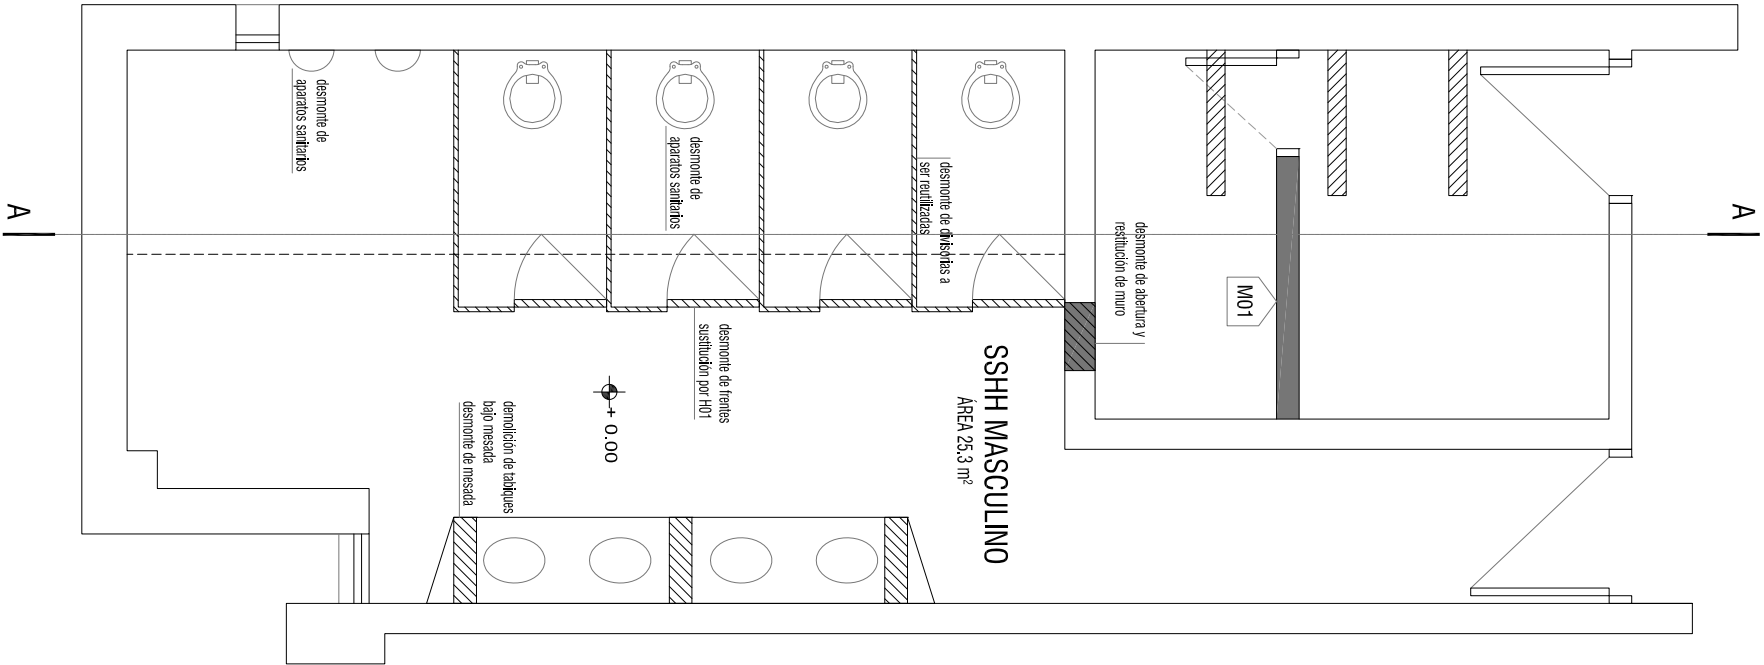 A
A
desmonte de
aparatos sanitarios
desmonte de
aparatos sanitarios
desmonte de divisorias a
ser reutilizadas
desmonte de abertura y
restitución de muro
M01
desmonte de frentes
sustitución por H01
SSHH MASCULINO
ÁREA 25.3 m²
+ 0.00
demolición de tabiques
bajo mesada
desmonte de mesada